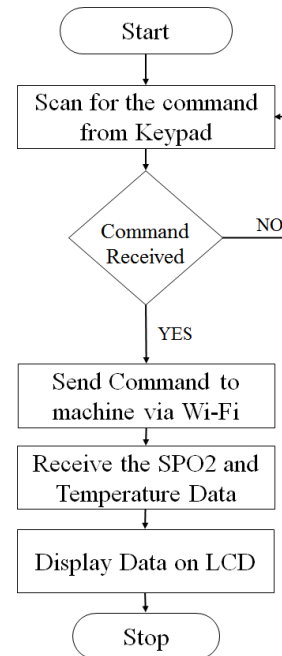 Start
Scan for the command
from Keypad
Command
Received
NO
YES
Send Command to
machine via Wi-Fi
Receive the SPO2 and
Temperature Data
Display Data on LCD
Stop